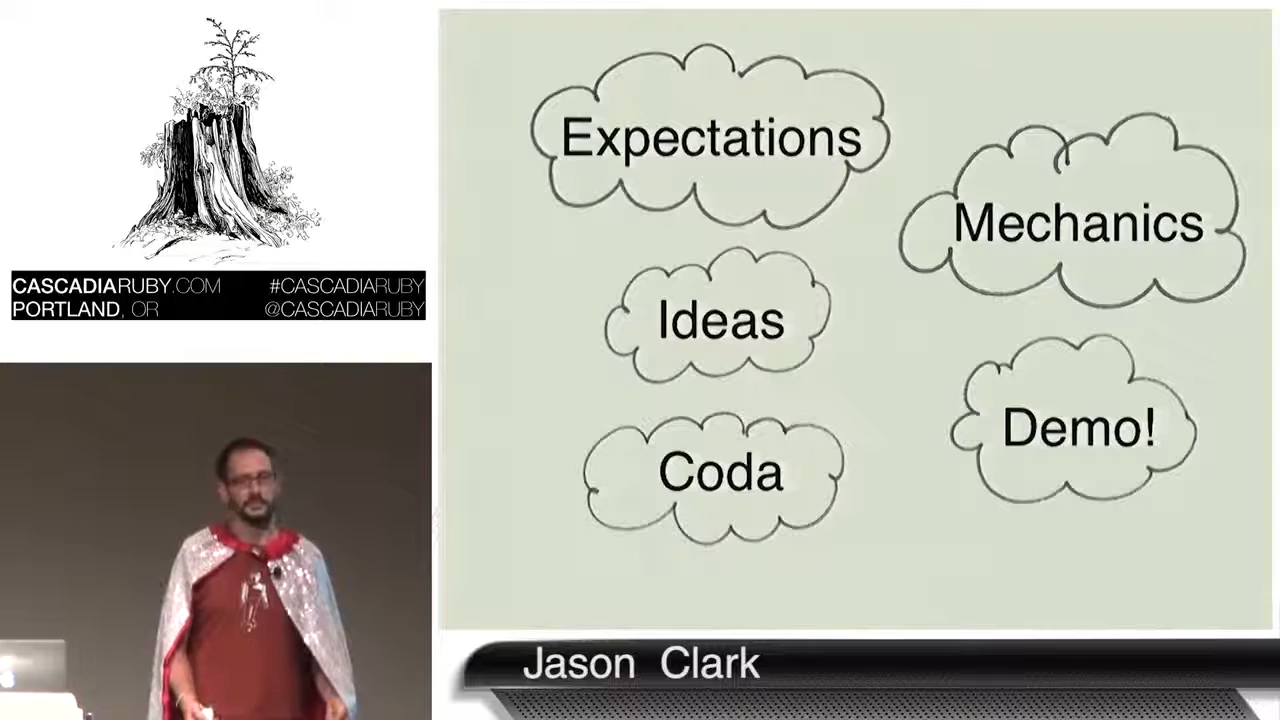 CASCADIARUBY.COM #CASCADIARUBY
PORTLAND, OR @CASCADIARUBY
Expectations
Mechanics
Ideas
Demo!
Coda
Jason Clark